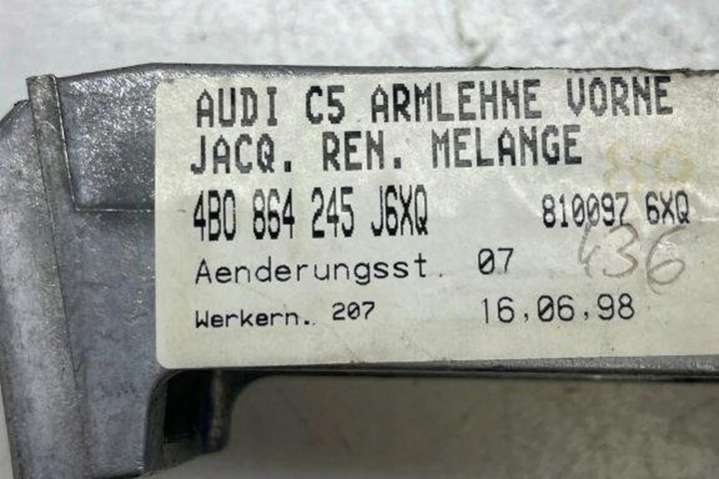 AUDI C5 ARMLEHNE VORNE
JACQ. REN. MELANGE
4B0 864 245 J6XQ 810097 6XQ
Aenderungsst. 07 436
Werkern. 207 16,06,98